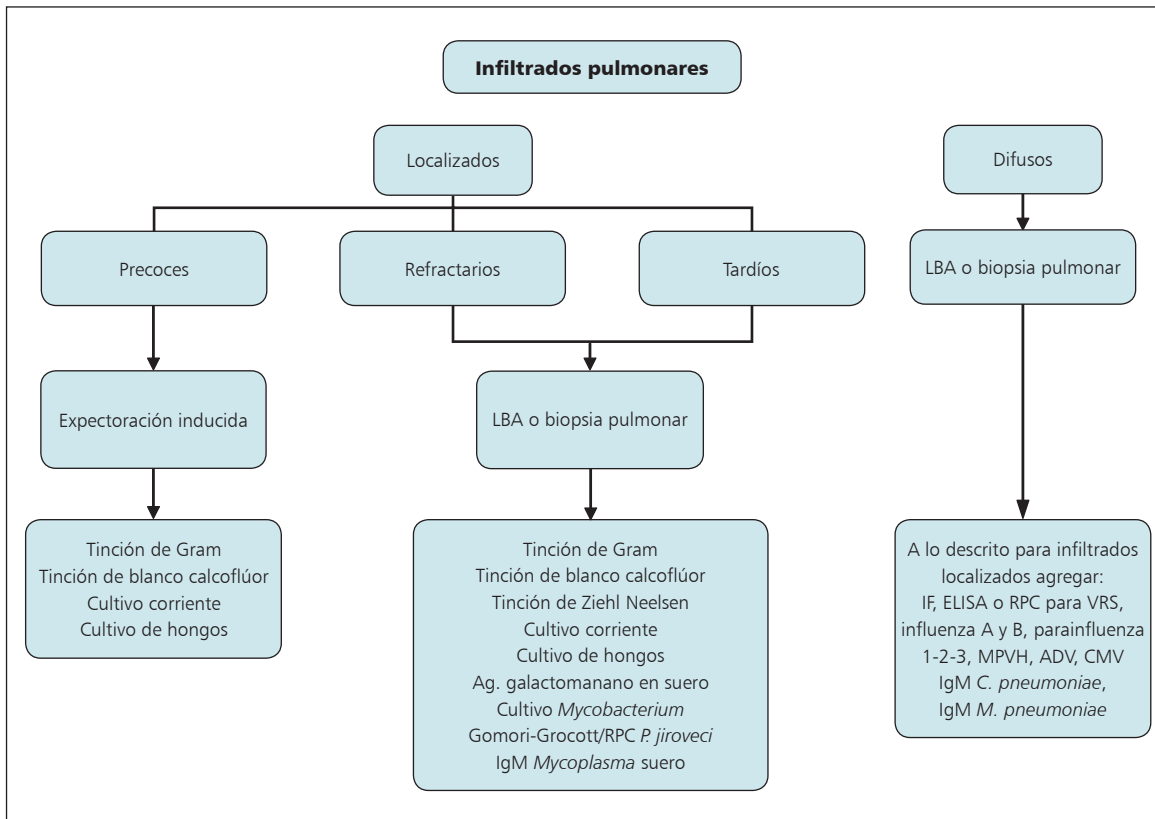 Infiltrados pulmonares
Localizados
Difusos
Precoces
Refractarios
Tardíos
LBA o biopsia pulmonar
Expectoración inducida
LBA o biopsia pulmonar
Tinción de Gram
Tinción de blanco calcoflúor
Cultivo corriente
Cultivo de hongos
Tinción de Gram
Tinción de blanco calcoflúor
Tinción de Ziehl Neelsen
Cultivo corriente
Cultivo de hongos
Ag. galactomanano en suero
Cultivo Mycobacterium
Gomori-Grocott/RPC P. jiroveci
IgM Mycoplasma suero
A lo descrito para infiltrados
localizados agregar:
IF, ELISA o RPC para VRS,
influenza A y B, parainfluenza
1-2-3, MPVH, ADV, CMV
IgM C. pneumoniae,
IgM M. pneumoniae